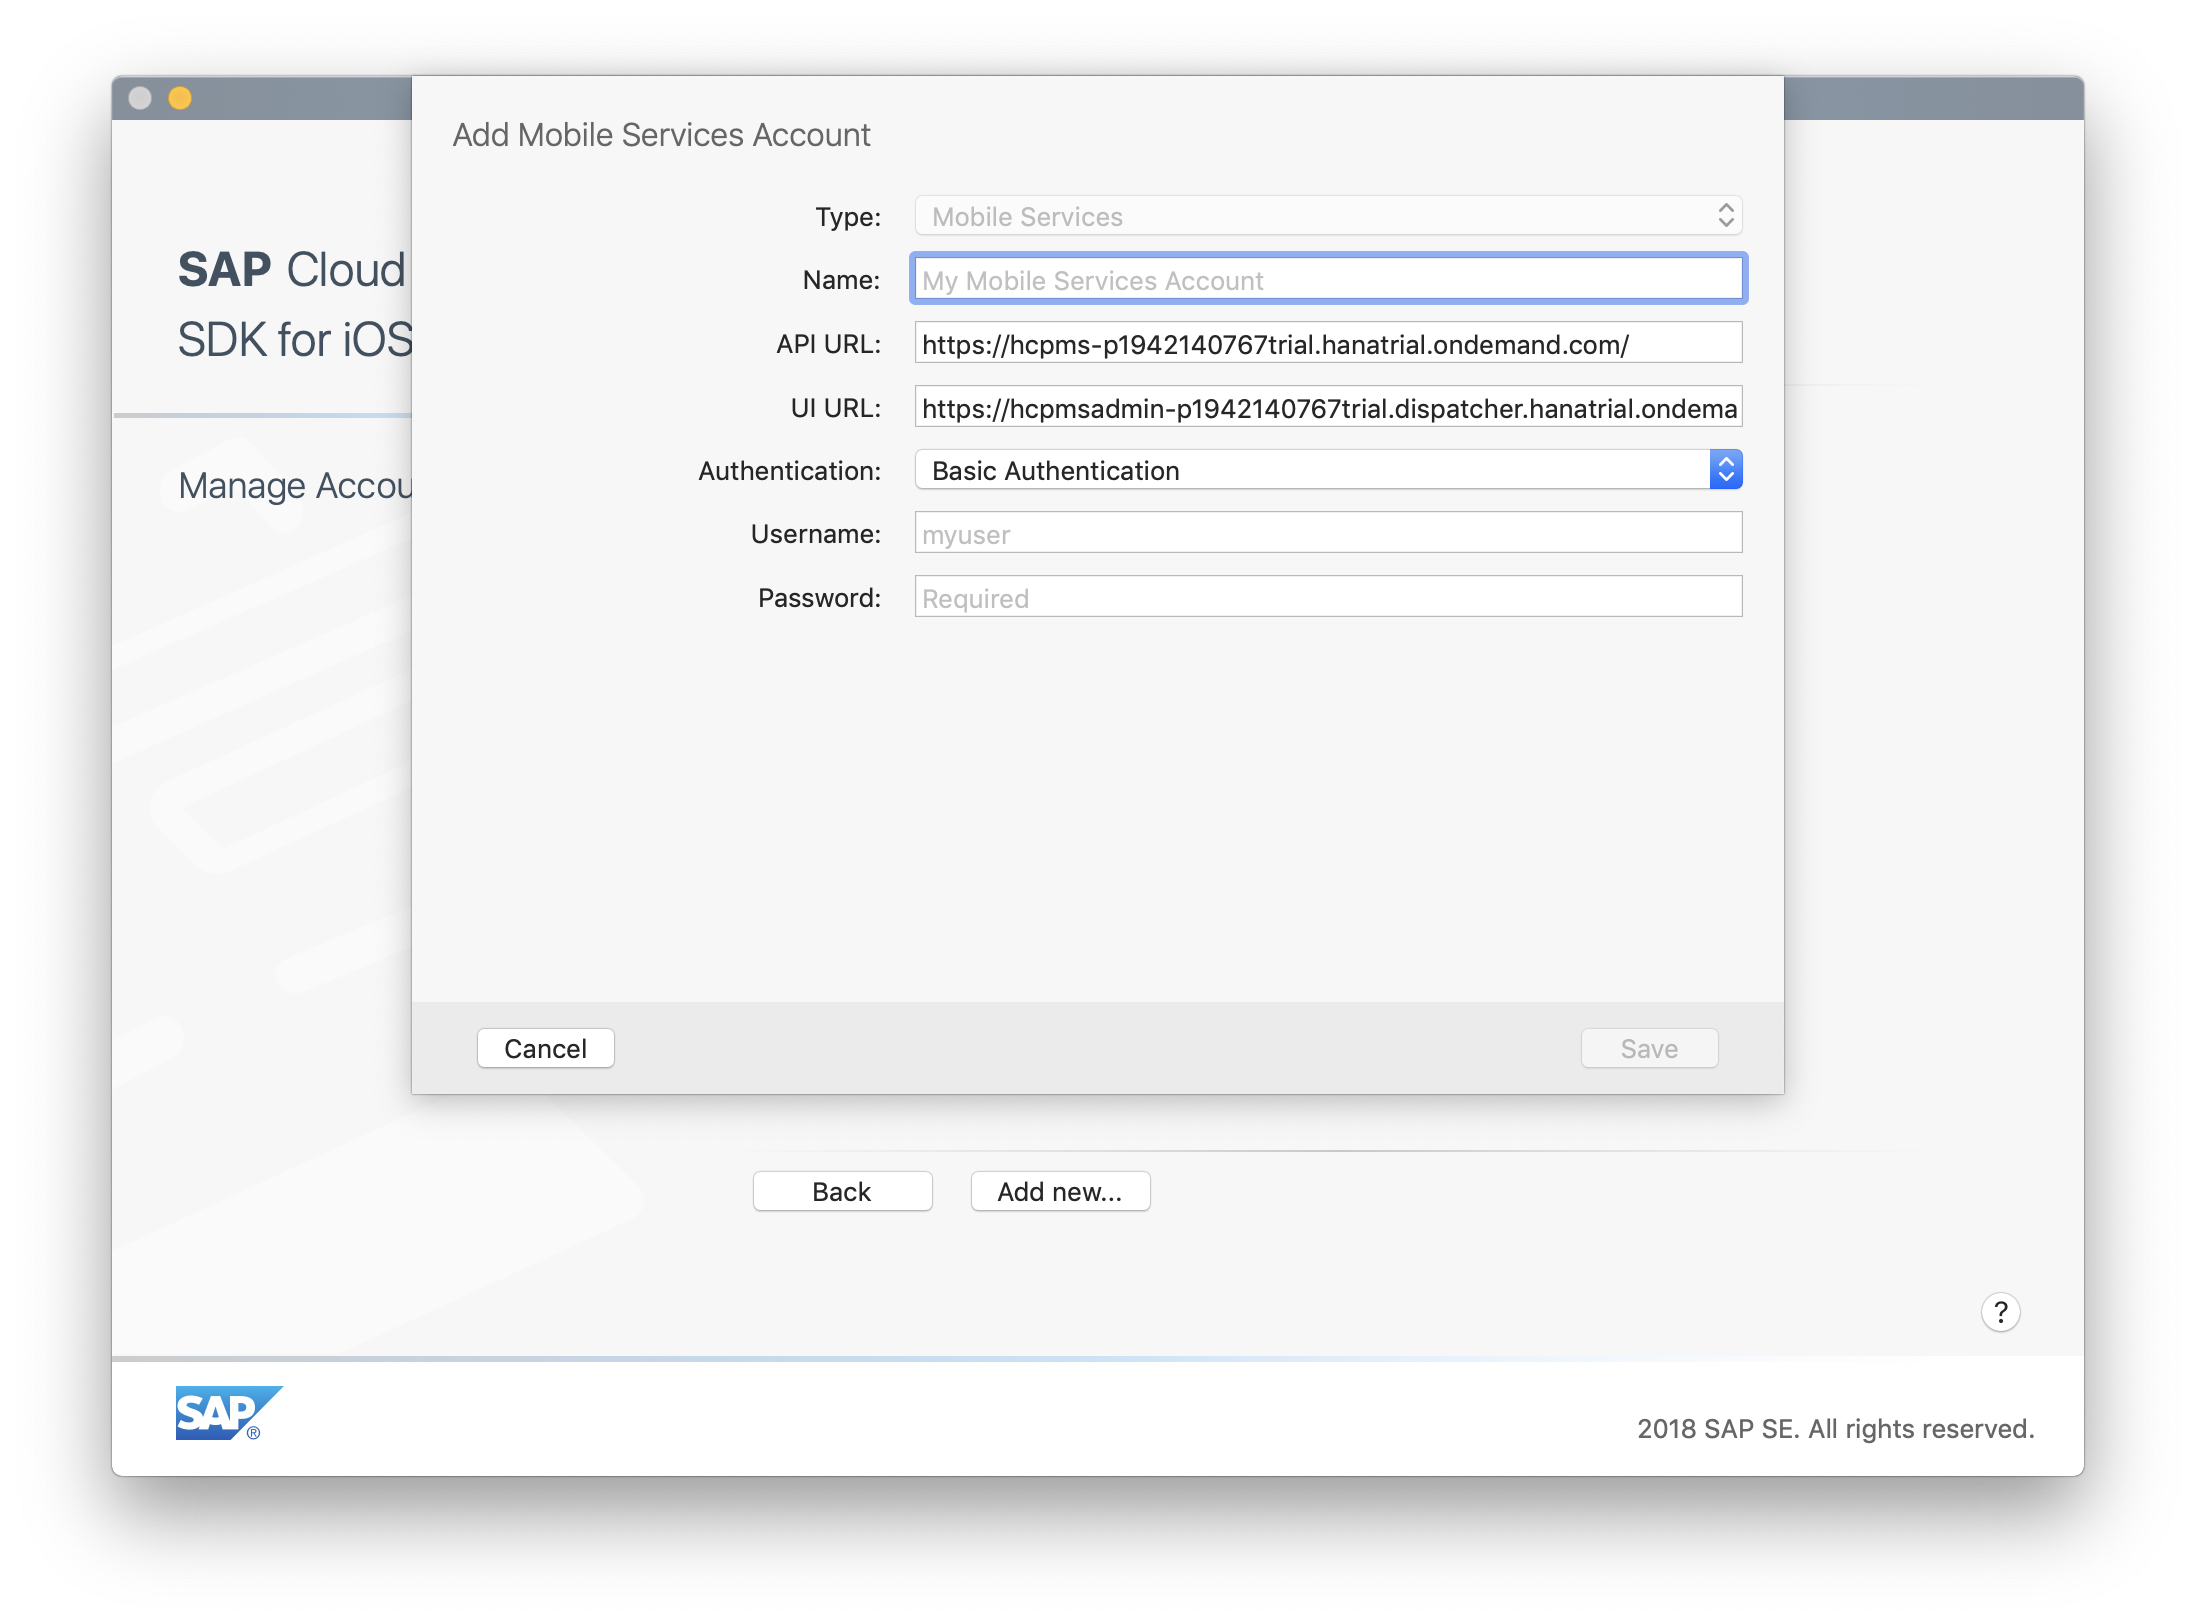 Add Mobile Services Account
Type: Mobile Services
Name: My Mobile Services Account
API URL: https://hcpms-p1942140767trial.hanatrial.ondemand.com/
UI URL: https://hcpmsadmin-p1942140767trial.dispatcher.hanatrial.ondema
Authentication: Basic Authentication
Username: myuser
Password: Required
Cancel Save
SAP Cloud
SDK for iOS
Manage Accou
Back Add new...
?
SAP ®
2018 SAP SE. All rights reserved.